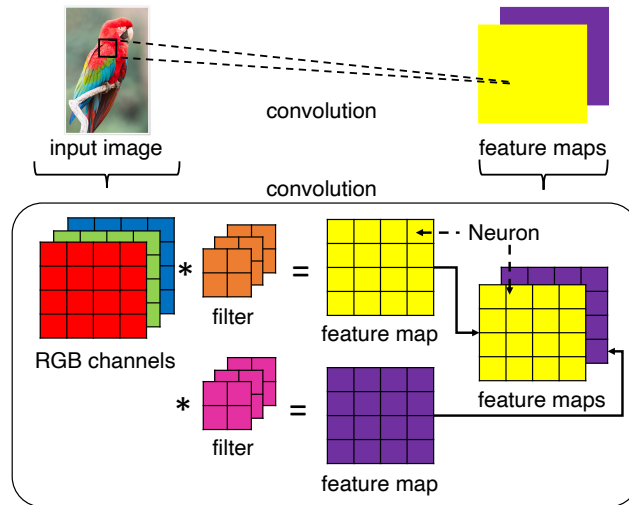 convolution
input image
feature maps
convolution
* = Neuron
filter
feature map
RGB channels
* =
feature maps
filter
feature map